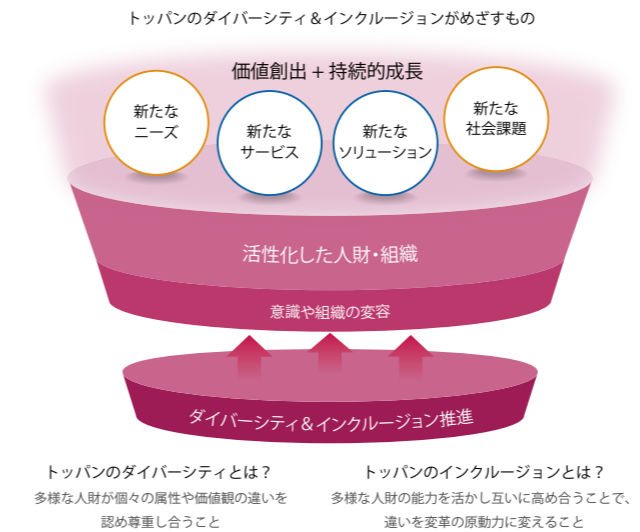 トッパンのダイバーシティ&インクルージョンがめざすもの
価値創出 + 持続的成長
新たな
ニーズ
新たな
サービス
新たな
ソリューション
新たな
社会課題
活性化した人財・組織
意識や組織の変容
ダイバーシティ&インクルージョン推進
トッパンのダイバーシティとは?
多様な人財が個々の属性や価値観の違いを
認め尊重し合うこと
トッパンのインクルージョンとは?
多様な人財の能力を活かし互いに高め合うことで、
違いを変革の原動力に変えること